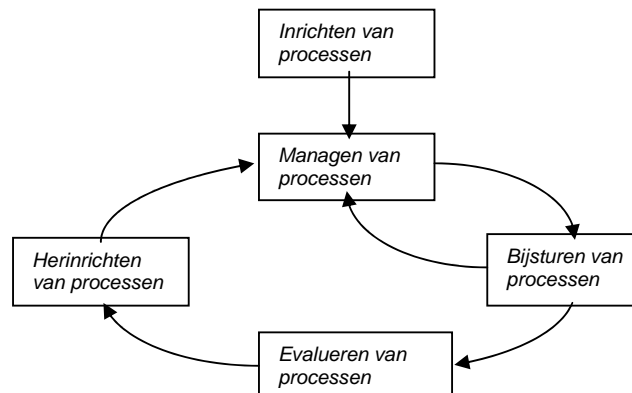 Inrichten van
processen
Managen van
processen
Herinrichten
van processen
Bijsturen van
processen
Evalueren van
processen